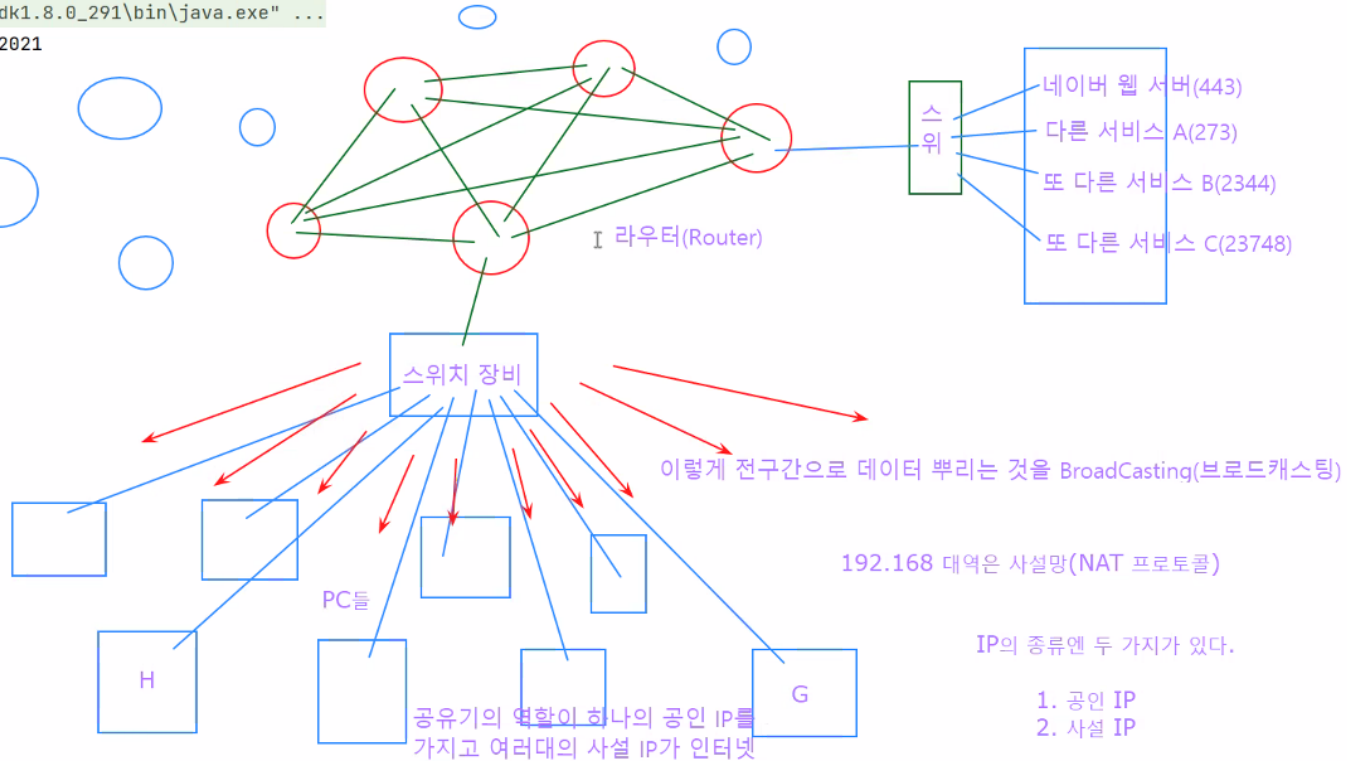 dk1.8.0_291\bin\java.exe" ...
2021
네이버 웹 서버(443)
스
위
다른 서비스 A(273)
또 다른 서비스 B(2344)
라우터(Router)
또 다른 서비스 C(23748)
스위치 장비
이렇게 전구간으로 데이터 뿌리는 것을 BroadCasting(브로드캐스팅)
192.168 대역은 사설망(NAT 프로토콜)
PC들
IP의 종류엔 두 가지가 있다.
H
G
1. 공인 IP
2. 사설 IP
공유기의 역할이 하나의 공인 IP를
가지고 여러대의 사설 IP가 인터넷